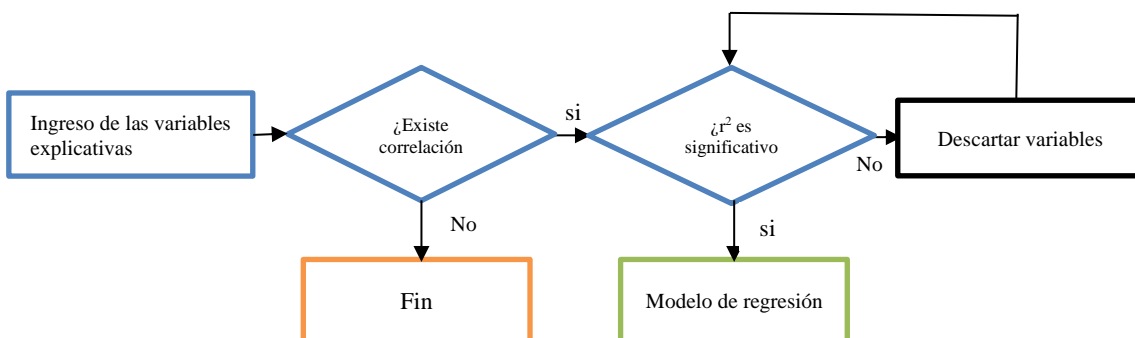 Ingreso de las variables
explicativas
¿Existe
correlación
si
¿r² es
significativo
No
Descartar variables
No
si
Fin
Modelo de regresión